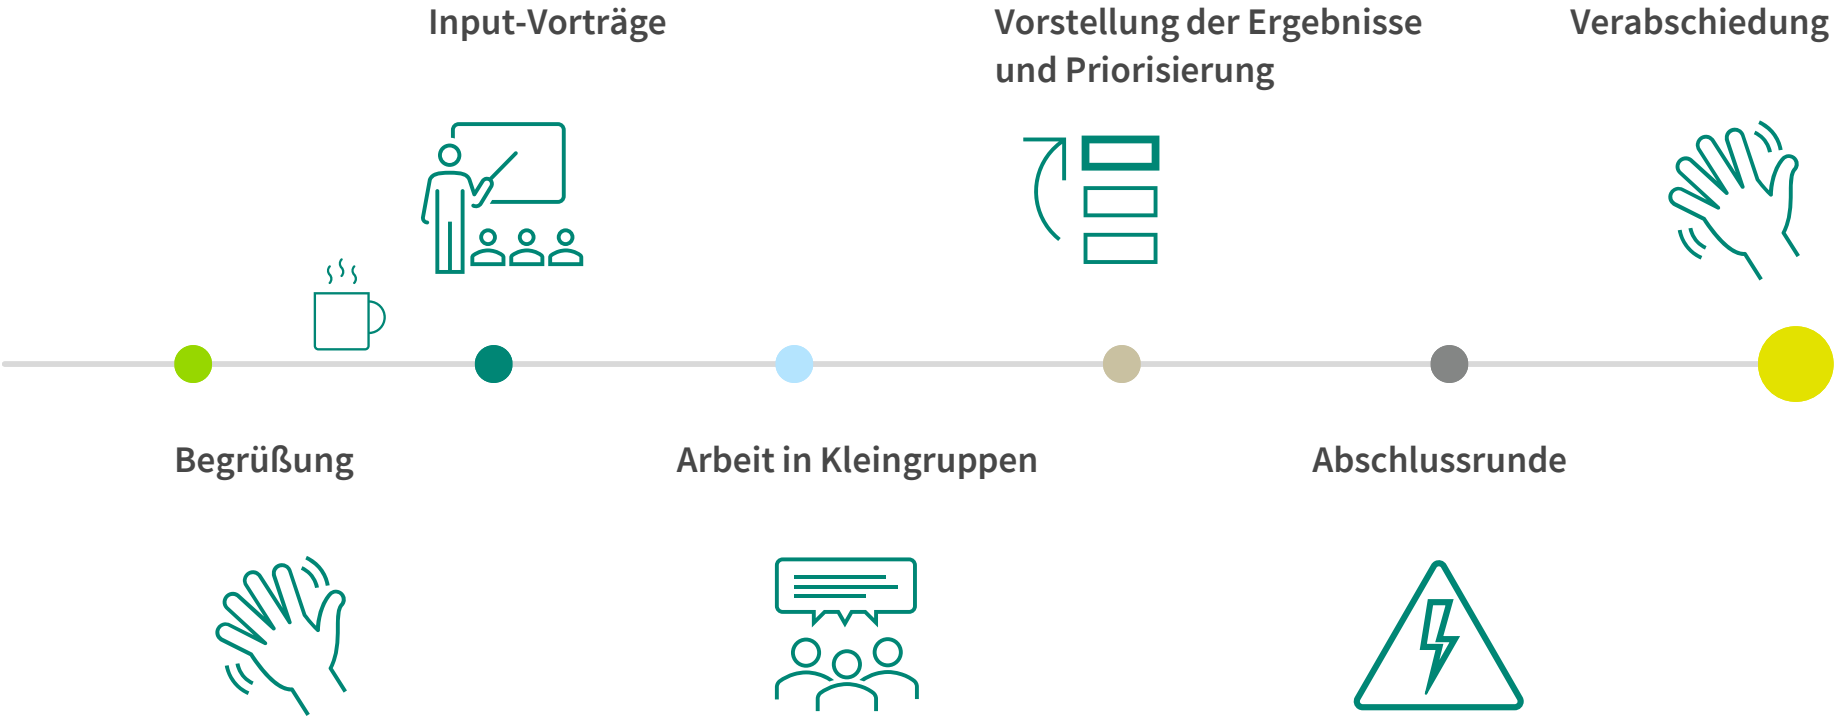 Input-Vorträge
Vorstellung der Ergebnisse
und Priorisierung
Verabschiedung
Begrüßung
Arbeit in Kleingruppen
Abschlussrunde